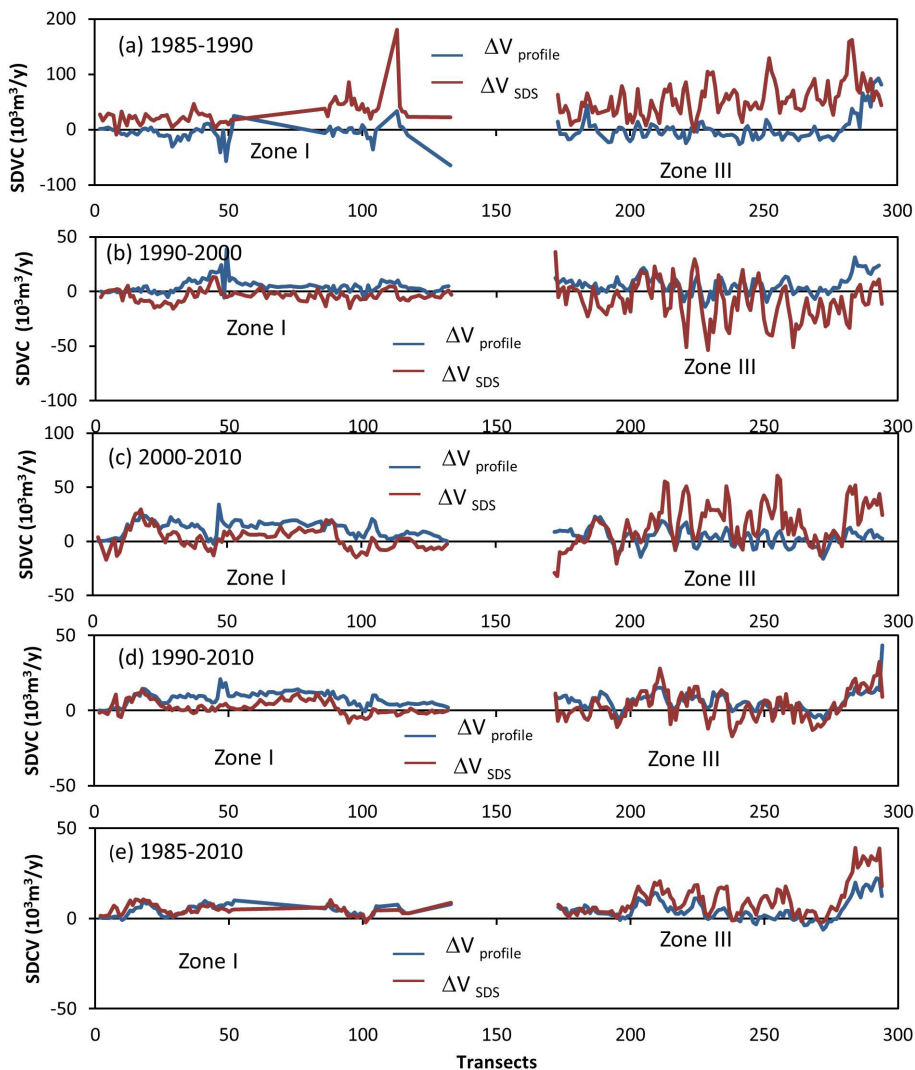 (a) 1985-1990
ΔV profile
ΔV SDS
Zone I
Zone III
SDVC (10³m³/y)
200
100
0
-100
0 50 100 150 200 250 300
(b) 1990-2000
Zone I
ΔV profile
ΔV SDS
Zone III
SDVC (10³m³/y)
50
0
-50
-100
0 50 100 150 200 250 300
(c) 2000-2010
ΔV profile
ΔV SDS
Zone I
Zone III
SDVC (10³m³/y)
100
50
0
-50
0 50 100 150 200 250 300
(d) 1990-2010
Zone I
ΔV profile
ΔV SDS
Zone III
SDVC (10³m³/y)
50
0
-50
0 50 100 150 200 250 300
(e) 1985-2010
Zone I
ΔV profile
ΔV SDS
Zone III
SDCV (10³m³/y)
50
0
-50
0 50 100 150 200 250 300
Transects